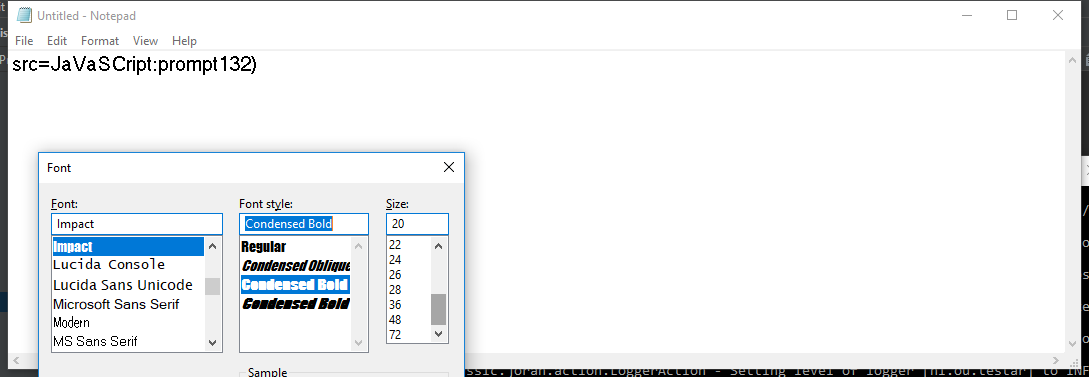 Untitled - Notepad
File Edit Format View Help
src=JaVaSCript:prompt132)
Font
Font: Font style: Size:
Impact Condensed Bold 20
Impact Regular 22
Lucida Console Condensed Oblique 24
Lucida Sans Unicode Condensed Bold 26
Microsoft Sans Serif Condensed Bold 28
Modern 36
MS Sans Serif 48
72
Sample
ssic.joran.action.LoggerAction - Setting level of logger [nl.ou.testar] to INF